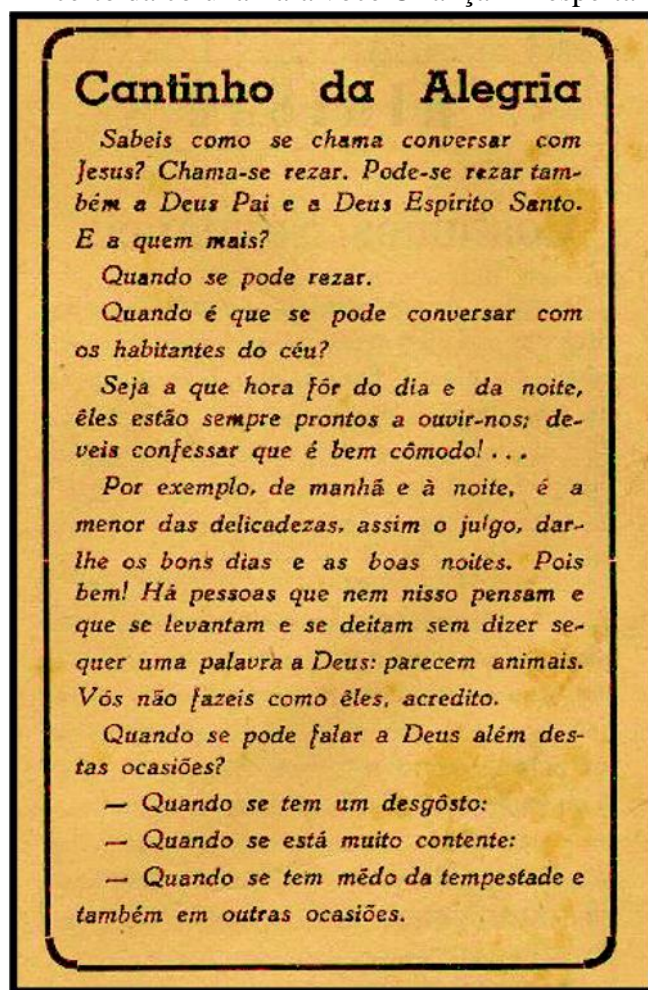 Cantinho da Alegria
Sabeis como se chama conversar com
Jesus? Chama-se rezar. Pode-se rezar tam-
bém a Deus Pai e a Deus Espírito Santo.
E a quem mais?
Quando se pode rezar.
Quando é que se pode conversar com
os habitantes do céu?
Seja a que hora fôr do dia e da noite,
êles estão sempre prontos a ouvir-nos; de-
veis confessar que é bem cômodo! . . .
Por exemplo, de manhã e à noite, é a
menor das delicadezas, assim o julgo, dar-
lhe os bons dias e as boas noites. Pois
bem! Há pessoas que nem nisso pensam e
que se levantam e se deitam sem dizer se-
quer uma palavra a Deus: parecem animais.
Vós não fazeis como êles, acredito.
Quando se pode falar a Deus além des-
tas ocasiões?
— Quando se tem um desgôsto:
— Quando se está muito contente:
— Quando se tem mêdo da tempestade e
também em outras ocasiões.